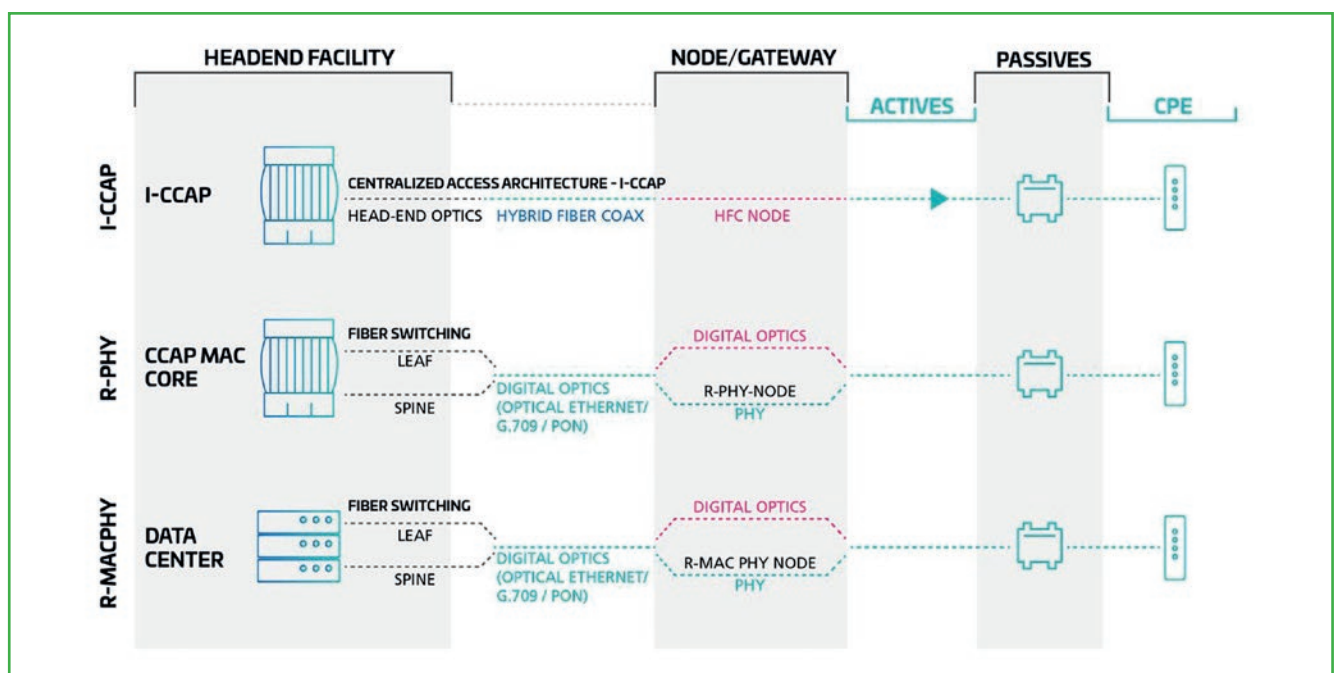 HEADEND FACILITY
NODE/GATEWAY
PASSIVES
ACTIVES
CPE
I-CCAP
I-CCAP
CENTRALIZED ACCESS ARCHITECTURE - I-CCAP
HEAD-END OPTICS
HYBRID FIBER COAX
HFC NODE
R-PHY
CCAP MAC
CORE
FIBER SWITCHING
LEAF
SPINE
DIGITAL OPTICS
(OPTICAL ETHERNET/
G.709 / PON)
DIGITAL OPTICS
R-PHY-NODE
PHY
R-MACPHY
DATA
CENTER
FIBER SWITCHING
LEAF
SPINE
DIGITAL OPTICS
(OPTICAL ETHERNET/
G.709 / PON)
DIGITAL OPTICS
R-MAC PHY NODE
PHY